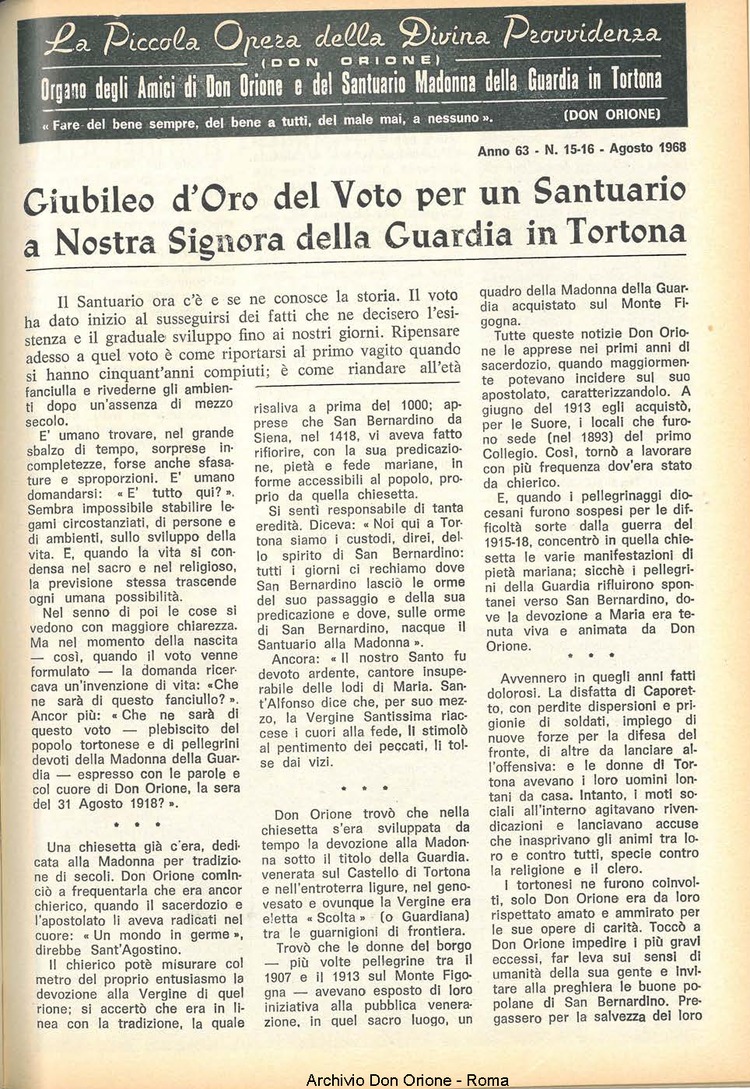 La Piccola Opera della Divina Provvidenza
(DON ORIONE)
Organo degli Amici di Don Orione e del Santuario Madonna della Guardia in Tortona
« Fare del bene sempre, del bene a tutti, del male mai, a nessuno ». (DON ORIONE)
Anno 63 - N. 15-16 - Agosto 1968
Giubileo d'Oro del Voto per un Santuario
a Nostra Signora della Guardia in Tortona
Il Santuario ora c'è e se ne conosce la storia. Il voto
ha dato inizio al susseguirsi dei fatti che ne decisero l'esi-
stenza e il graduale sviluppo fino ai nostri giorni. Ripensare
adesso a quel voto è come riportarsi al primo vagito quando
si hanno cinquant'anni compiuti; è come riandare all'età
fanciulla e rivederne gli ambien-
ti dopo un'assenza di mezzo
secolo.
E' umano trovare, nel grande
sbalzo di tempo, sorprese in-
completezze, forse anche sfasa-
ture e sproporzioni. E' umano
domandarsi: « E' tutto qui? ».
Sembra impossibile stabilire le-
gami circostanziati, di persone e
di ambienti, sullo sviluppo della
vita. E, quando la vita si con-
densa nel sacro e nel religioso,
la previsione stessa trascende
ogni umana possibilità.
Nel senno di poi le cose si
vedono con maggiore chiarezza.
Ma nel momento della nascita
— così, quando il voto venne
formulato — la domanda ricer-
cava un'invenzione di vita: «Che
ne sarà di questo fanciullo? ».
Ancor più: « Che ne sarà di
questo voto — plebiscito del
popolo tortonese e di pellegrini
devoti della Madonna della Guar-
dia — espresso con le parole e
col cuore di Don Orione, la sera
del 31 Agosto 1918? ».
* * *
Una chiesetta già c'era, dedi-
cata alla Madonna per tradizio-
ne di secoli. Don Orione comin-
ciò a frequentarla che era ancor
chierico, quando il sacerdozio e
l'apostolato li aveva radicati nel
cuore: « Un mondo in germe »,
direbbe Sant'Agostino.
Il chierico potè misurare col
metro del proprio entusiasmo la
devozione alla Vergine di quel
rione; si accertò che era in li-
nea con la tradizione, la quale
risaliva a prima del 1000; ap-
prese che San Bernardino da
Siena, nel 1418, vi aveva fatto
rifiorire, con la sua predicazio-
ne, pietà e fede mariane, in
forme accessibili al popolo, pro-
prio da quella chiesetta.
Si sentì responsabile di tanta
eredità. Diceva: « Noi qui a Tor-
tona siamo i custodi, direi, del-
lo spirito di San Bernardino:
tutti i giorni ci rechiamo dove
San Bernardino lasciò le orme
del suo passaggio e della sua
predicazione e dove, sulle orme
di San Bernardino, nacque il
Santuario alla Madonna ».
Ancora: « Il nostro Santo fu
devoto ardente, cantore insupe-
rabile delle lodi di Maria. San-
t'Alfonso dice che, per suo mez-
zo, la Vergine Santissima riac-
cese i cuori alla fede, li stimolò
al pentimento dei peccati, li tol-
se dai vizi.
* * *
Don Orione trovò che nella
chiesetta s'era sviluppata da
tempo la devozione alla Madon-
na sotto il titolo della Guardia.
venerata sul Castello di Tortona
e nell'entroterra ligure, nel geno-
vesato e ovunque la Vergine era
eletta « Scolta » (o Guardiana)
tra le guarnigioni di frontiera.
Trovò che le donne del borgo
— più volte pellegrine tra il
1907 e il 1913 sul Monte Figo-
gna — avevano esposto di loro
iniziativa alla pubblica venera-
zione, in quel sacro luogo, un
quadro della Madonna della Guar-
dia acquistato sul Monte Fi-
gogna.
Tutte queste notizie Don Orio-
ne le apprese nei primi anni di
sacerdozio, quando maggiormen-
te potevano incidere sul suo
apostolato, caratterizzandolo. A
giugno del 1913 egli acquistò,
per le Suore, i locali che furo-
no sede (nel 1893) del primo
Collegio. Così, tornò a lavorare
con più frequenza dov'era stato
da chierico.
E, quando i pellegrinaggi dio-
cesani furono sospesi per le dif-
ficoltà sorte dalla guerra del
1915-18, concentrò in quella chie-
setta le varie manifestazioni di
pietà mariana; sicchè i pellegri-
ni della Guardia rifluirono spon-
tanei verso San Bernardino, do-
ve la devozione a Maria era te-
nuta viva e animata da Don
Orione.
* * *
Avvennero in quegli anni fatti
dolorosi. La disfatta di Caporet-
to, con perdite dispersioni e pri-
gionie di soldati, impiego di
nuove forze per la difesa del
fronte, di altre da lanciare al-
l'offensiva: e le donne di Tor-
tona avevano i loro uomini lon-
tani da casa. Intanto, i moti so-
ciali all'interno agitavano riven-
dicazioni e lanciavano accuse
che inasprivano gli animi tra lo-
ro e contro tutti, specie contro
la religione e il clero.
I tortonesi ne furono coinvol-
ti, solo Don Orione era da loro
rispettato amato e ammirato per
le sue opere di carità. Toccò a
Don Orione impedire i più gravi
eccessi, far leva sui sensi di
umanità della sua gente e invi-
tare alla preghiera le buone po-
polane di San Bernardino. Pre-
gassero per la salvezza dei loro
Archivio Don Orione - Roma